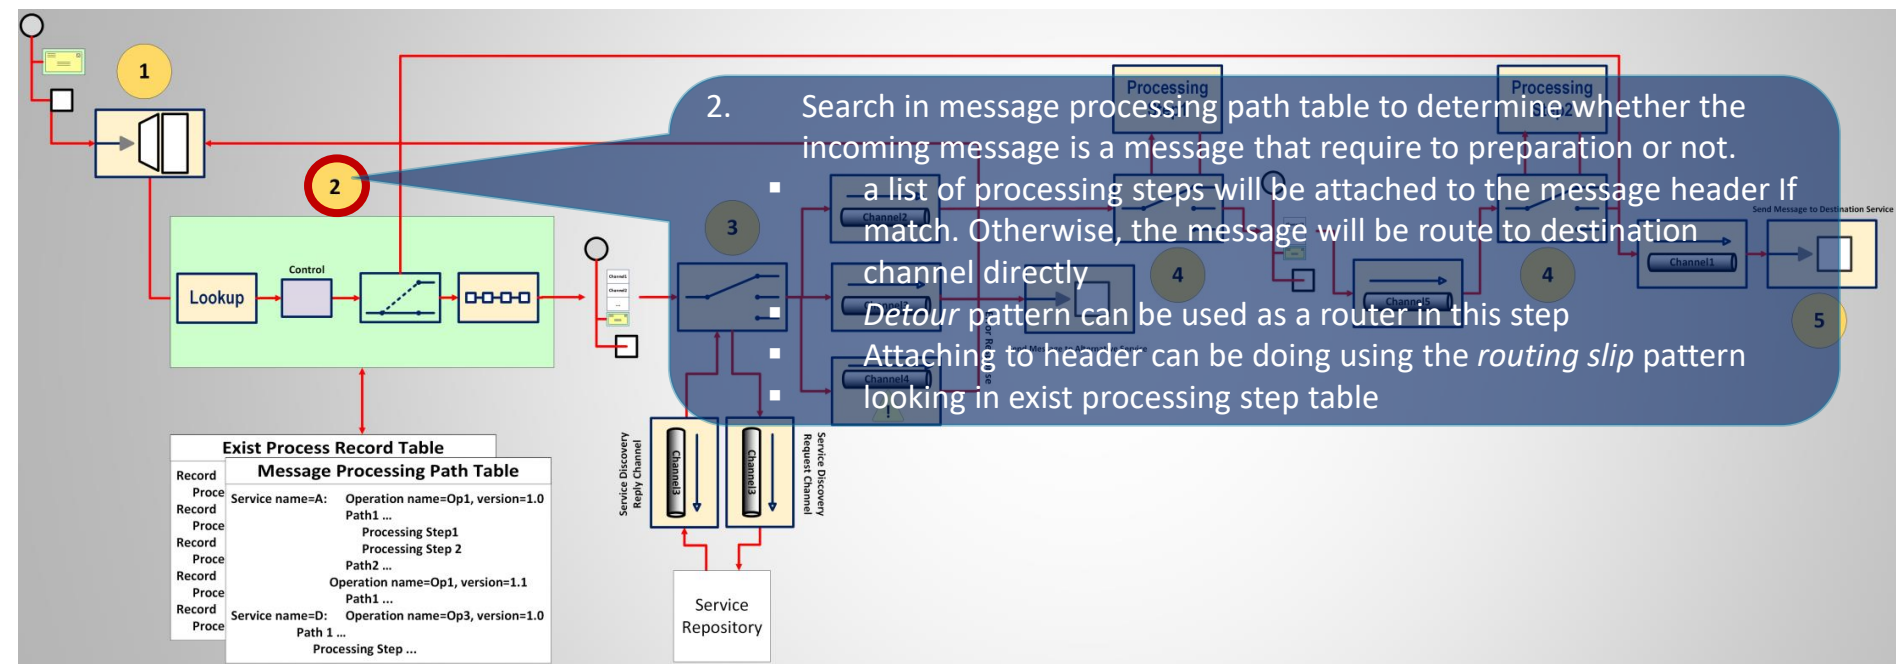 1
Processing
Processing
2. Search in message processing path table to determine whether the
Step2
incoming message is a message that require to preparation or not.
2
▪ a list of processing steps will be attached to the message header If
Channel2
match. Otherwise, the message will be route to destination
Send Message to Destination Service
3
channel directly
4
4
Channel1
▪ Detour pattern can be used as a router in this step
Channel5
5
▪ Attaching to header can be doing using the routing slip pattern
Channel4
▪ looking in exist processing step table
Control
Lookup
Channel1
Channel2
...
Service Discovery
Reply Channel
Channel3
Channel3
Service Discovery
Request Channel
Service
Repository
Exist Process Record Table
Record
Proce
Record
Proce
Record
Proce
Record
Proce
Record
Proce
Message Processing Path Table
Service name=A: Operation name=Op1, version=1.0
Path1 ...
Processing Step1
Processing Step 2
Path2 ...
Operation name=Op1, version=1.1
Path1 ...
Service name=D: Operation name=Op3, version=1.0
Path 1 ...
Processing Step ...